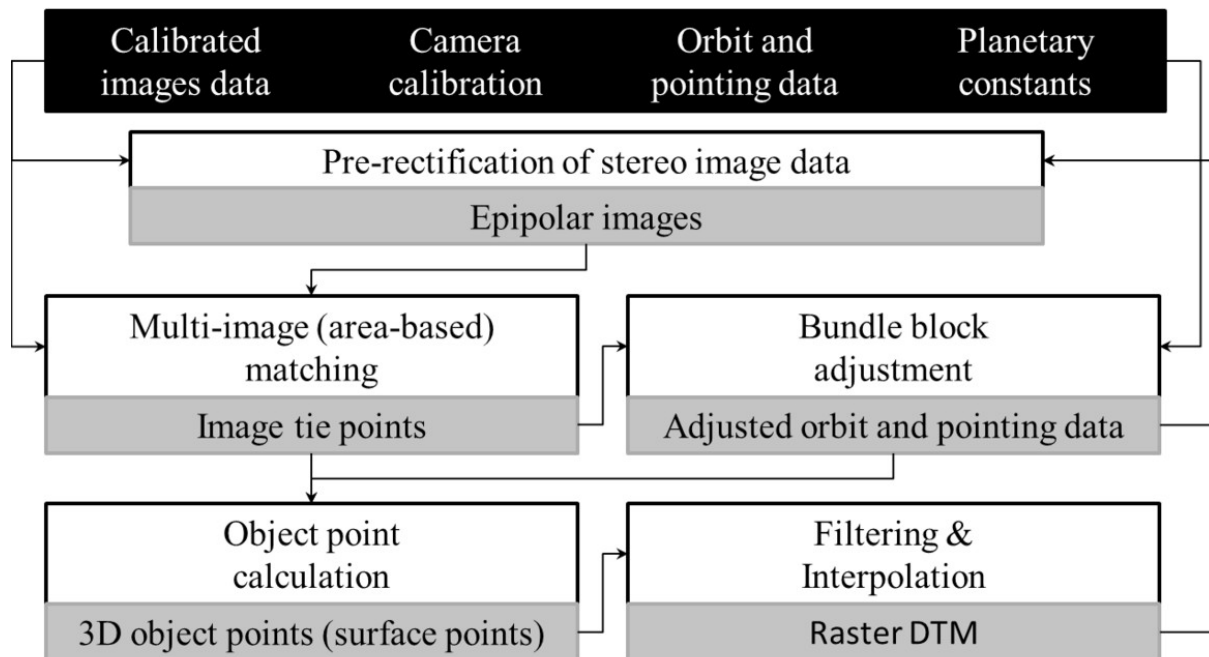 Calibrated images data
Camera calibration
Orbit and pointing data
Planetary constants
Pre-rectification of stereo image data
Epipolar images
Multi-image (area-based)
matching
Image tie points
Bundle block
adjustment
Adjusted orbit and pointing data
Object point
calculation
3D object points (surface points)
Filtering &
Interpolation
Raster DTM